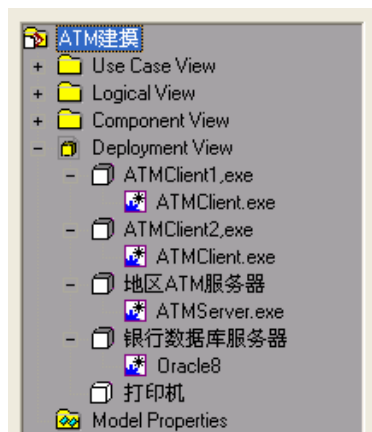 ATM建摸
Use Case View
Logical View
Component View
Deployment View
ATMClient1,exe
ATMClient.exe
ATMClient2,exe
ATMClient.exe
地区ATM服务器
ATMServer.exe
银行数据库服务器
Oracle8
打印机
Model Properties